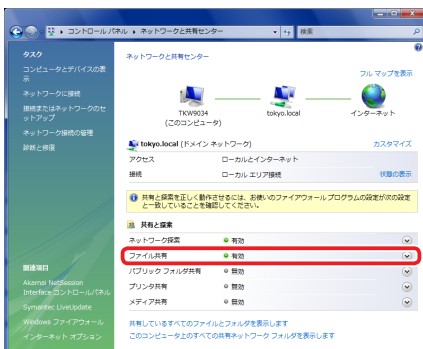 コントロール パネル ▸ ネットワークと共有センター
検索
タスク
コンピュータとデバイスの表
示
ネットワークに接続
接続またはネットワークのセ
ットアップ
ネットワーク接続の管理
診断と修復
関連項目
Akamai NetSession
Interface コントロールパネル
Symantec LiveUpdate
Windows ファイアウォール
インターネット オプション
ネットワークと共有センター
フル マップを表示
TKW9034
(このコンピュータ)
tokyo.local
インターネット
tokyo.local (ドメイン ネットワーク)
カスタマイズ
アクセス ローカルとインターネット
接続 ローカル エリア接続 状態の表示
共有と探索を正しく動作させるには、お使いのファイアウォール プログラムの設定が次の設定
と一致していることを確認してください。
共有と探索
ネットワーク探索 有効
ファイル共有 有効
パブリック フォルダ共有 無効
プリンタ共有 無効
メディア共有 無効
共有しているすべてのファイルとフォルダを表示します
このコンピュータ上のすべての共有ネットワーク フォルダを表示します